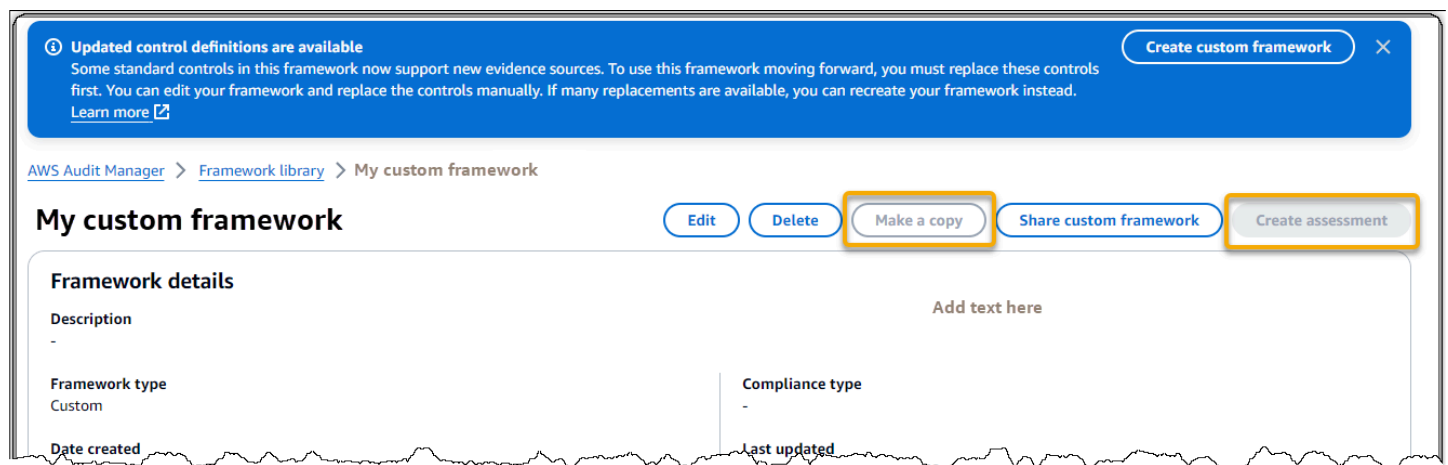 Updated control definitions are available
Create custom framework
Some standard controls in this framework now support new evidence sources. To use this framework moving forward, you must replace these controls
first. You can edit your framework and replace the controls manually. If many replacements are available, you can recreate your framework instead.
Learn more
AWS Audit Manager > Framework library > My custom framework
My custom framework
Edit
Delete
Make a copy
Share custom framework
Create assessment
Framework details
Add text here
Description
-
Framework type
Compliance type
Custom
-
Date created
Last updated